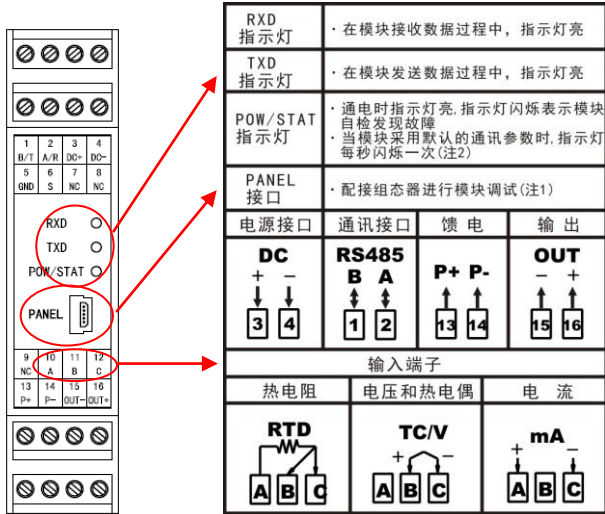 1 2 3 4
B/T A/R DC+ DC-
5 6 7 8
GND S NC NC
RXD
TXD
POW/STAT
PANEL
9 10 11 12
NC A B C
13 14 15 16
P+ P- OUT- OUT+
RXD
指示灯
·在模块接收数据过程中，指示灯亮
TXD
指示灯
·在模块发送数据过程中，指示灯亮
POW/STAT
指示灯
·通电时指示灯亮,指示灯闪烁表示模块
自检发现故障
·当模块采用默认的通讯参数时,指示灯
每秒闪烁一次(注2)
PANEL
接口
·配接组态器进行模块调试(注1)
电源接口 通讯接口 馈电 输出
DC
+ −
3 4
RS485
B A
1 2
P+ P-
13 14
OUT
− +
15 16
输入端子
热电阻 电压和热电偶 电流
RTD
A B C
TC/V
+ −
A B C
mA
+ −
A B C